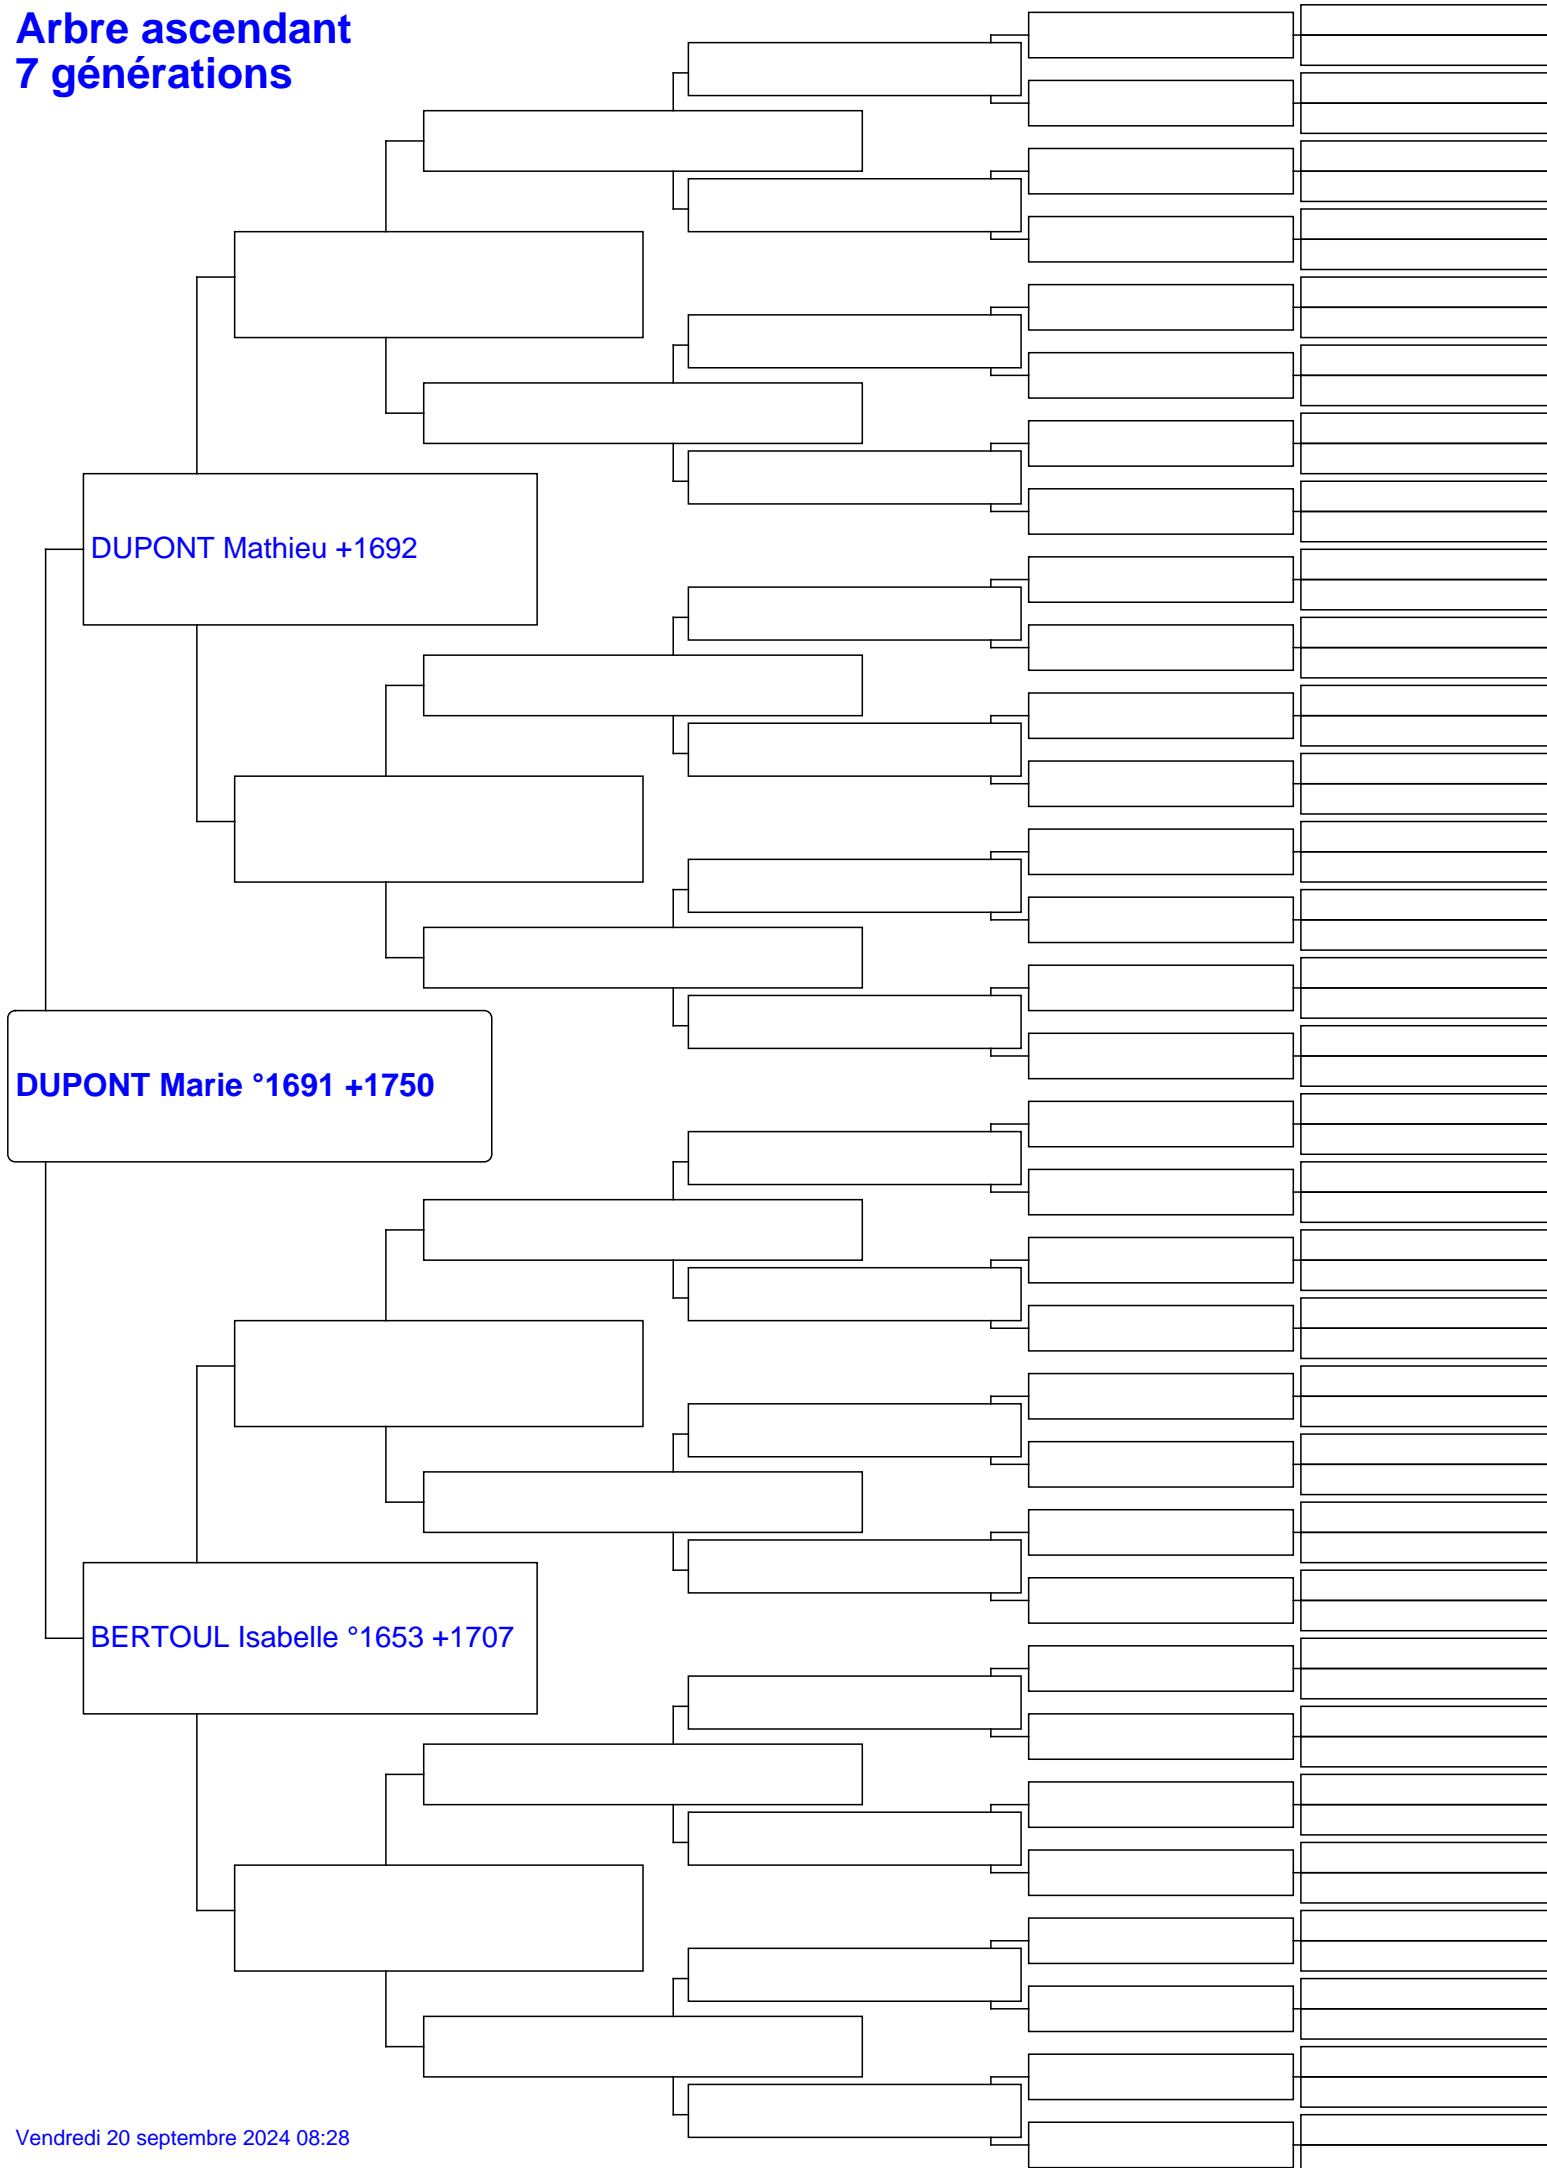 Arbre ascendant
7 générations
DUPONT Mathieu +1692
DUPONT Marie °1691 +1750
BERTOUL Isabelle °1653 +1707
Vendredi 20 septembre 2024 08:28